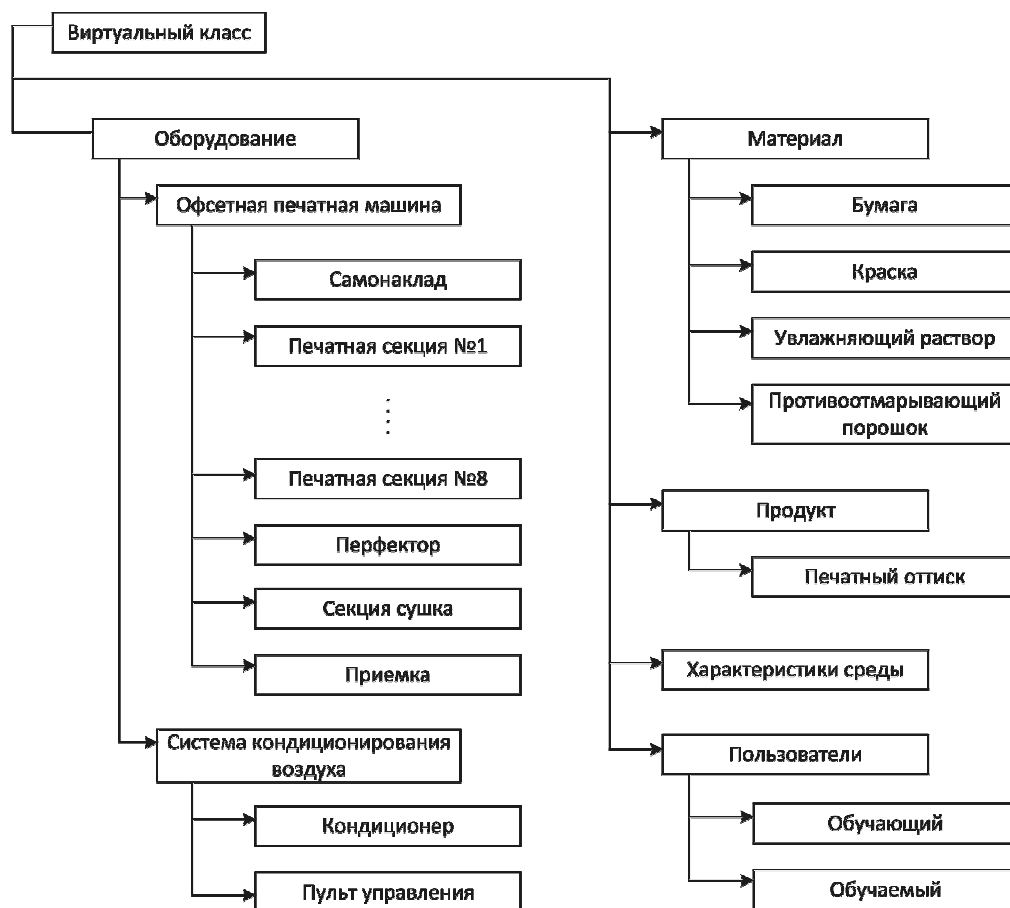 Виртуальный класс
Оборудование
Офсетная печатная машина
Самонаклад
Печатная секция №1
Печатная секция №8
Перфектор
Секция сушка
Приемка
Система кондиционирования
воздуха
Кондиционер
Пульт управления
Материал
Бумага
Краска
Увлажняющий раствор
Противоотмарывающий
порошок
Продукт
Печатный оттиск
Характеристики среды
Пользователи
Обучающий
Обучаемый